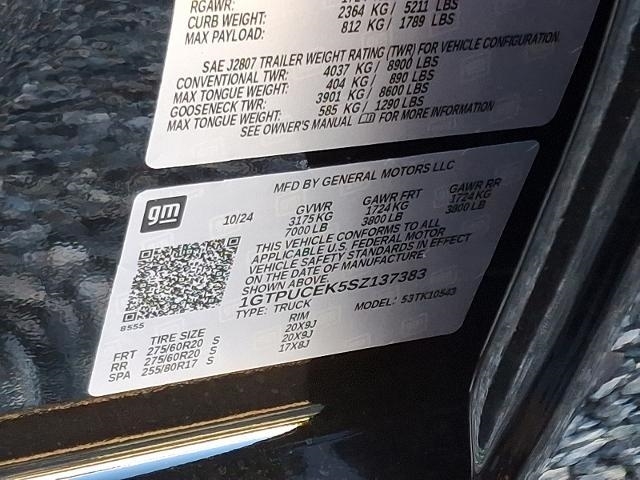 RGAWR:
CURB WEIGHT: 2364 KG / 5211 LBS
MAX PAYLOAD: 812 KG / 1789 LBS
SAE J2807 TRAILER WEIGHT RATING (TWR) FOR VEHICLE CONFIGURATION.
CONVENTIONAL TWR: 4037 KG / 8900 LBS
MAX TONGUE WEIGHT: 404 KG / 890 LBS
GOOSENECK TWR: 3901 KG / 8600 LBS
MAX TONGUE WEIGHT: 585 KG / 1290 LBS
SEE OWNER'S MANUAL FOR MORE INFORMATION
gm
MFD BY GENERAL MOTORS LLC
10/24 GVWR GAWR FRT GAWR RR
3175 KG 1724 KG 1724 KG
7000 LB 3800 LB 3800 LB
THIS VEHICLE CONFORMS TO ALL
APPLICABLE U.S. FEDERAL MOTOR
VEHICLE SAFETY STANDARDS IN EFFECT
ON THE DATE OF MANUFACTURE
SHOWN ABOVE.
1GTPUCEK5SZ137383
TYPE: TRUCK MODEL: 53TK10543
8555
TIRE SIZE RIM
FRT 275/60R20 S 20X9J
RR 275/60R20 S 20X9J
SPA 255/80R17 S 17X8J